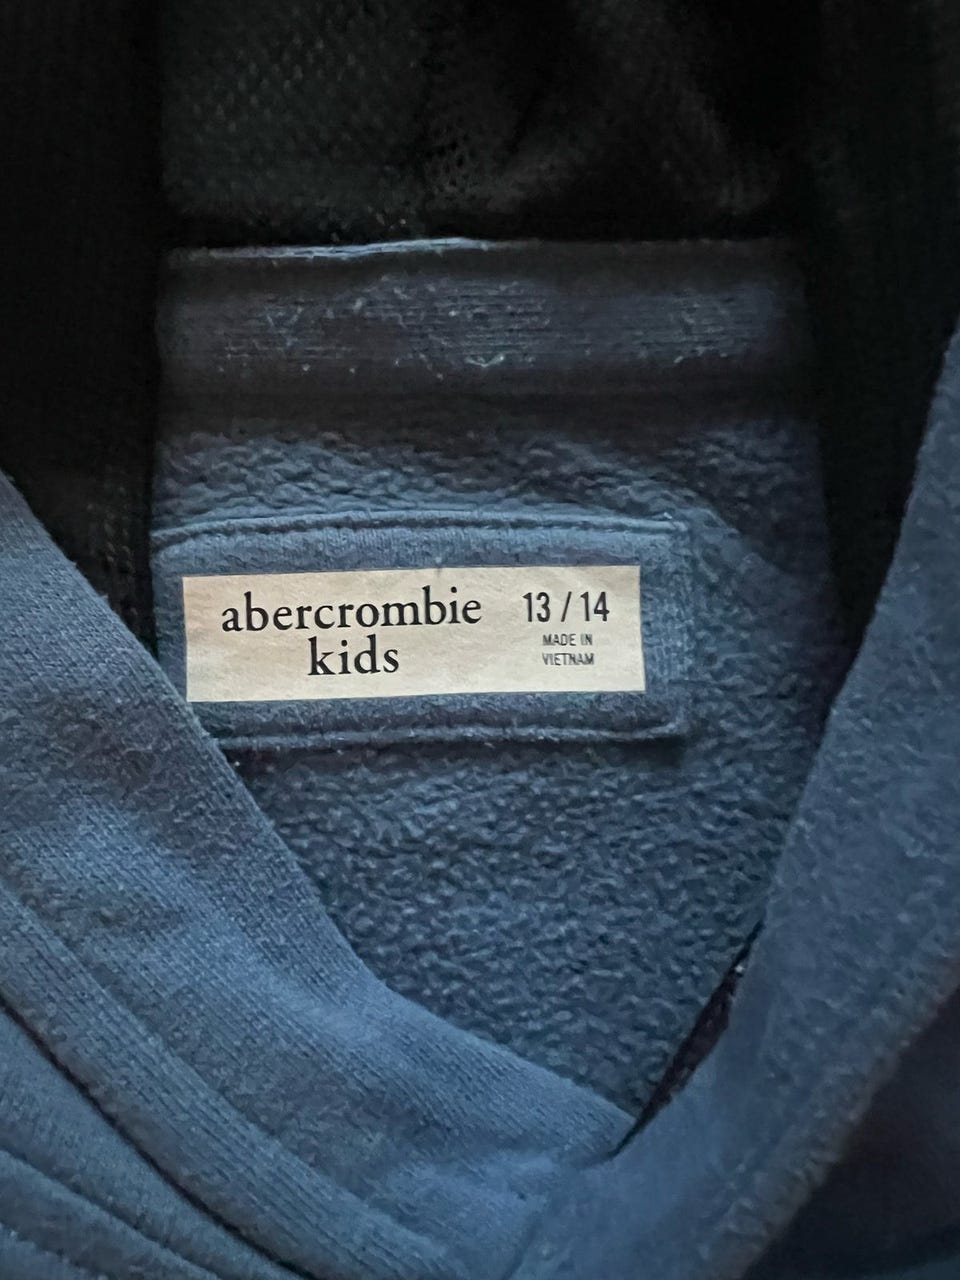 abercrombie
kids
13 / 14
MADE IN
VIETNAM